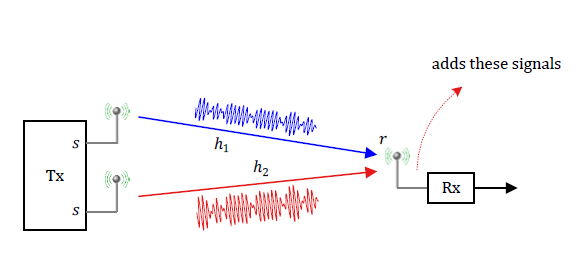 adds these signals
s
h₁
r
Tx
h₂
Rx
s